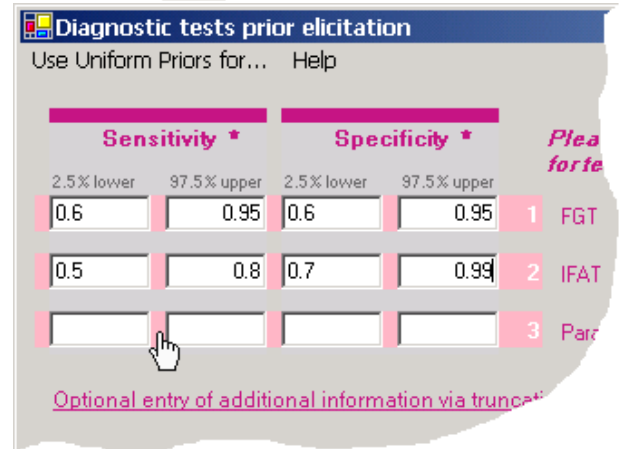 Diagnostic tests prior elicitation
Use Uniform Priors for... Help
Sensitivity * Specificity *
2.5% lower 97.5% upper 2.5% lower 97.5% upper
0.6 0.95 0.6 0.95 1 FGT
0.5 0.8 0.7 0.99 2 IFAT
3
Optional entry of additional information via